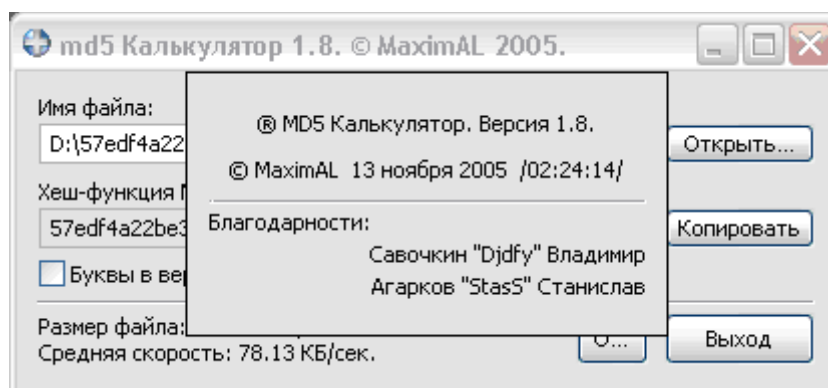 md5 Калькулятор 1.8. © MaximAL 2005.
Имя файла:
D:\57edf4a22
Открыть...
Хеш-функция
57edf4a22be3
Копировать
Буквы в
® MD5 Калькулятор. Версия 1.8.
© MaximAL 13 ноября 2005 /02:24:14/
Благодарности:
Савочкин "Djdfy" Владимир
Агарков "StasS" Станислав
Размер файла:
Средняя скорость: 78.13 КБ/сек.
О...
Выход